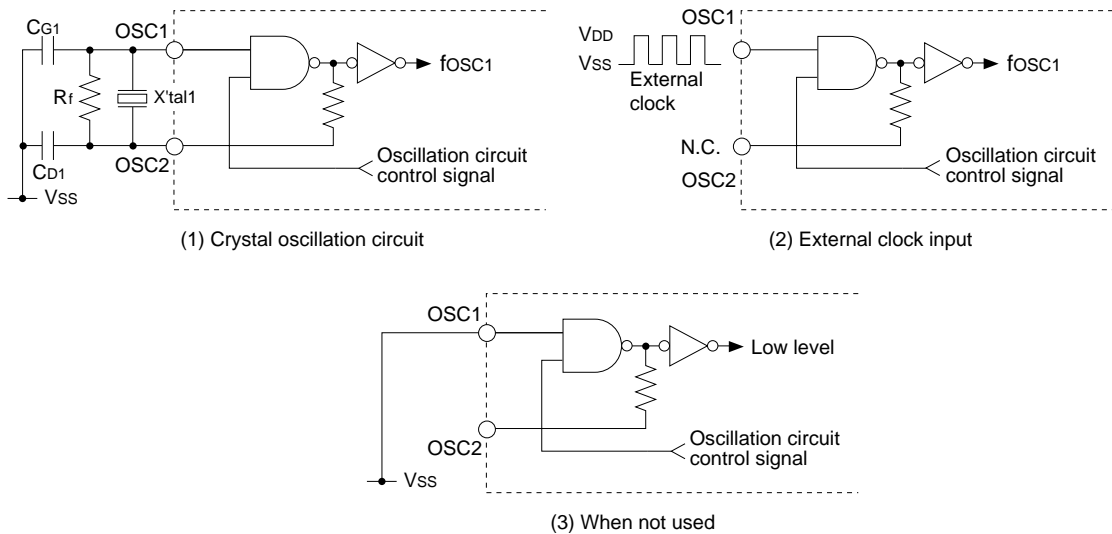 CG1
OSC1
Rf
X'tal1
fOSC1
OSC2
CD1
VSS
Oscillation circuit
control signal
(1) Crystal oscillation circuit
OSC1
VDD
VSS
External
clock
fOSC1
N.C.
OSC2
Oscillation circuit
control signal
(2) External clock input
OSC1
Low level
OSC2
Oscillation circuit
control signal
VSS
(3) When not used